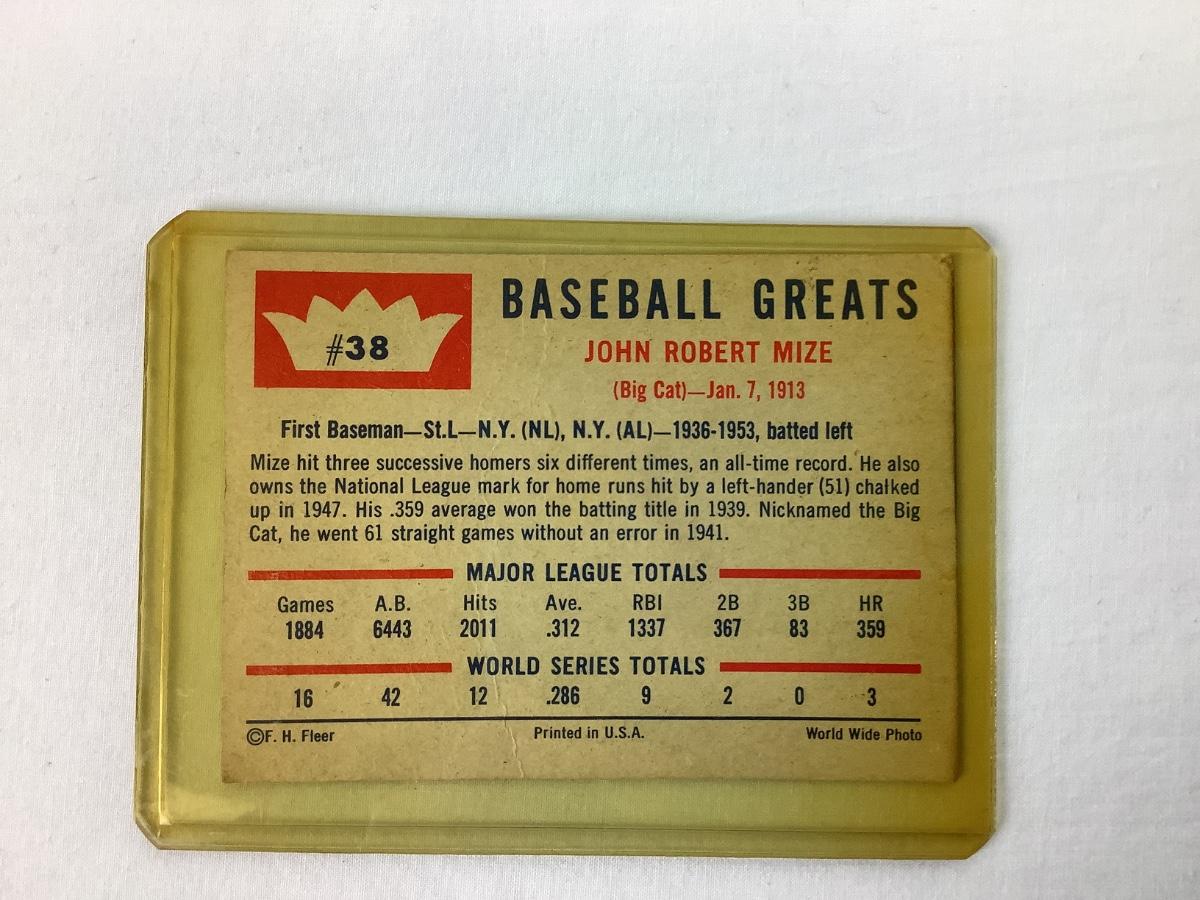 #38
BASEBALL GREATS
JOHN ROBERT MIZE
(Big Cat)—Jan. 7, 1913
First Baseman—St.L—N.Y. (NL), N.Y. (AL)—1936-1953, batted left
Mize hit three successive homers six different times, an all-time record. He also
owns the National League mark for home runs hit by a left-hander (51) chalked
up in 1947. His .359 average won the batting title in 1939. Nicknamed the Big
Cat, he went 61 straight games without an error in 1941.
MAJOR LEAGUE TOTALS
Games A.B. Hits Ave. RBI 2B 3B HR
1884 6443 2011 .312 1337 367 83 359
WORLD SERIES TOTALS
16 42 12 .286 9 2 0 3
©F. H. Fleer Printed in U.S.A. World Wide Photo